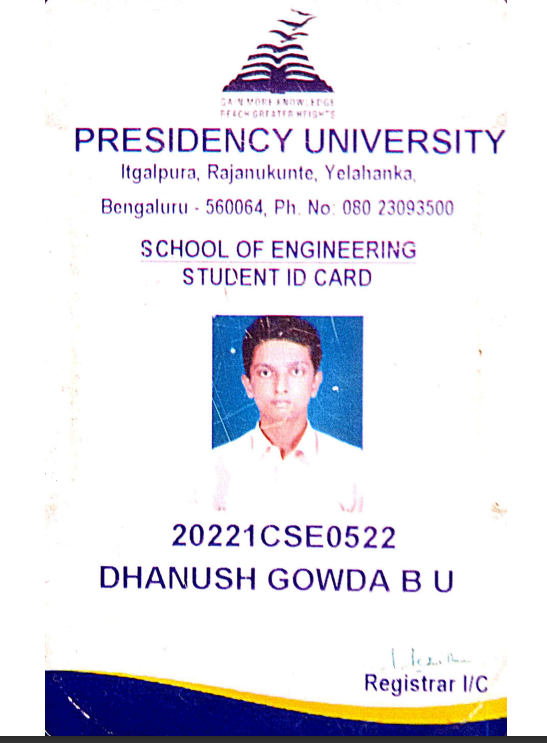 GAIN MORE KNOWLEDGE
REACH GREATER HEIGHTS
PRESIDENCY UNIVERSITY
Itgalpura, Rajanukunte, Yelahanka,
Bengaluru - 560064, Ph. No: 080 23093500
SCHOOL OF ENGINEERING
STUDENT ID CARD
20221CSE0522
DHANUSH GOWDA B U
Registrar I/C